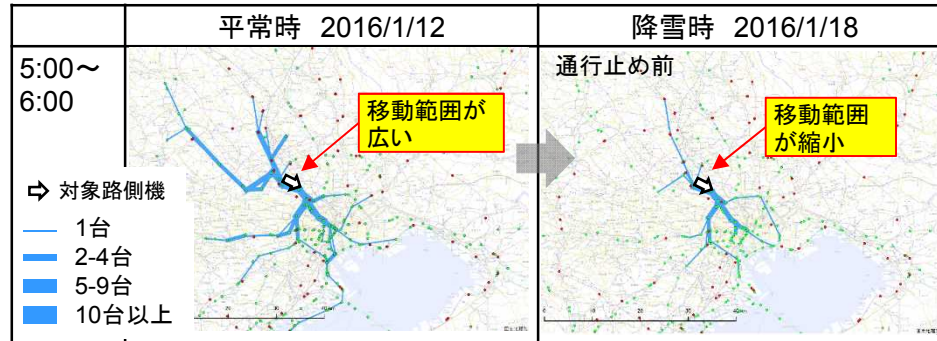 平常時 2016/1/12
降雪時 2016/1/18
5:00～
6:00
移動範囲が
広い
通行止め前
移動範囲
が縮小
対象路側機
1台
2-4台
5-9台
10台以上